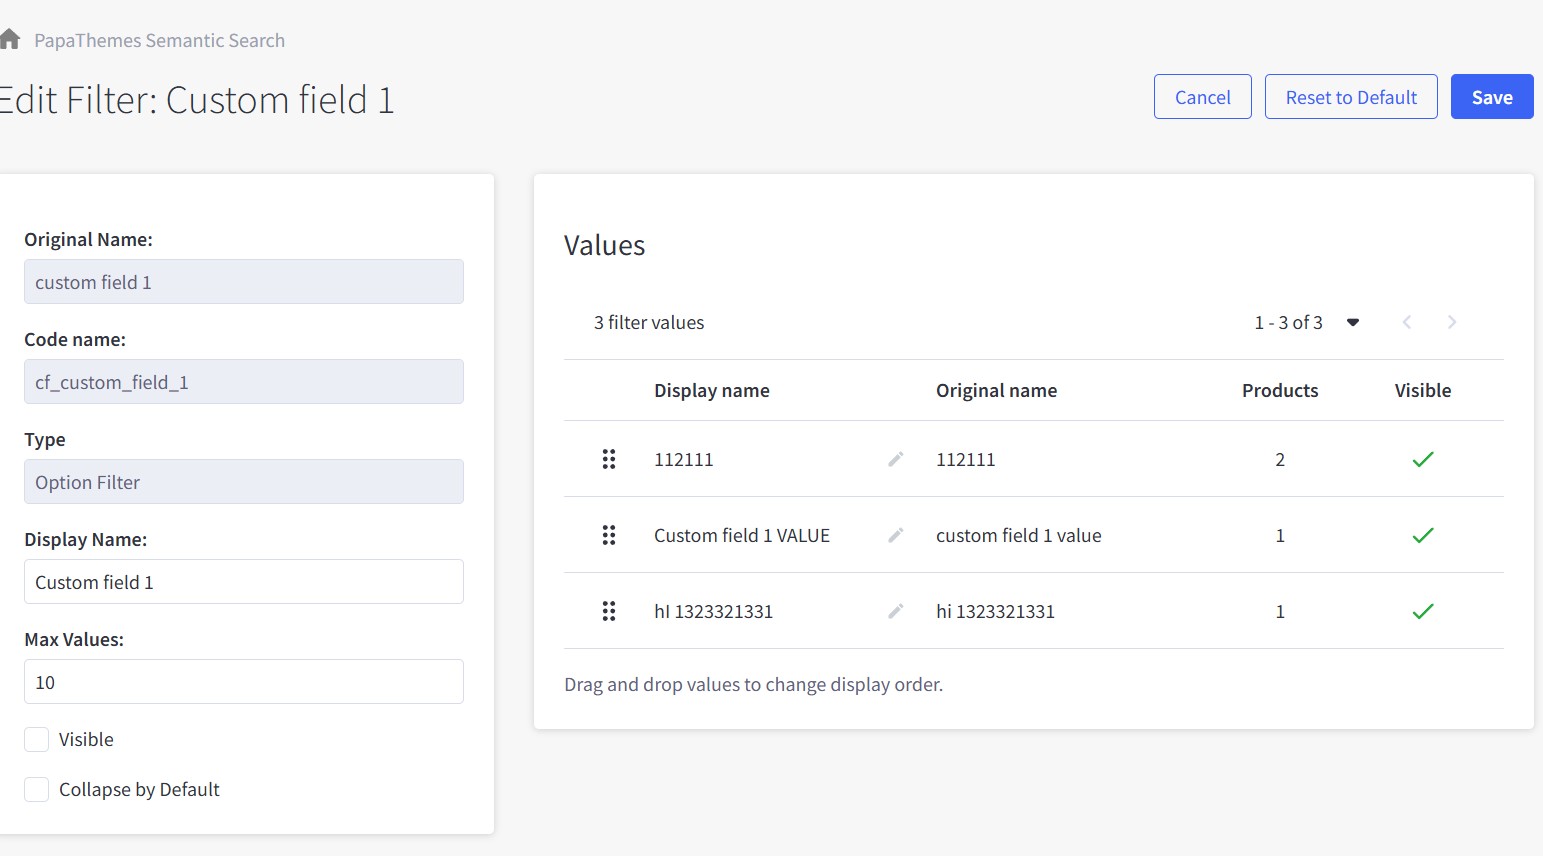 PapaThemes Semantic Search
Edit Filter: Custom field 1
Cancel
Reset to Default
Save
Original Name:
custom field 1
Code name:
cf_custom_field_1
Type
Option Filter
Display Name:
Custom field 1
Max Values:
10
Visible
Collapse by Default
Values
3 filter values
1 - 3 of 3
Display name Original name Products Visible
112111 112111 2
Custom field 1 VALUE custom field 1 value 1
hI 1323321331 hi 1323321331 1
Drag and drop values to change display order.